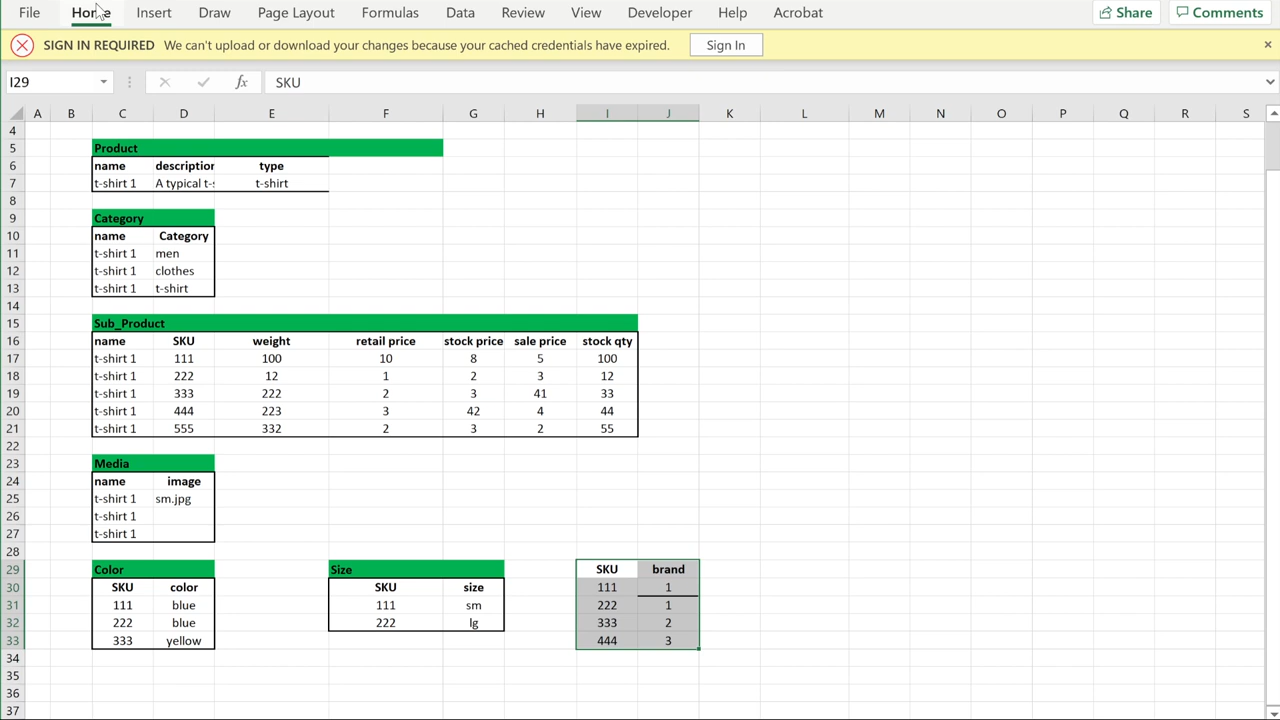 File Home Insert Draw Page Layout Formulas Data Review View Developer Help Acrobat Share Comments
SIGN IN REQUIRED We can't upload or download your changes because your cached credentials have expired. Sign In
I29 fx SKU
A B C D E F G H I J K L M N O P Q R S
4
5 Product
6 name description type
7 t-shirt 1 A typical t-s t-shirt
8
9 Category
10 name Category
11 t-shirt 1 men
12 t-shirt 1 clothes
13 t-shirt 1 t-shirt
14
15 Sub_Product
16 name SKU weight retail price stock price sale price stock qty
17 t-shirt 1 111 100 10 8 5 100
18 t-shirt 1 222 12 1 2 3 12
19 t-shirt 1 333 222 2 3 41 33
20 t-shirt 1 444 223 3 42 4 44
21 t-shirt 1 555 332 2 3 2 55
22
23 Media
24 name image
25 t-shirt 1 sm.jpg
26 t-shirt 1
27 t-shirt 1
28
29 Color Size SKU brand
30 SKU color SKU size 111 1
31 111 blue 111 sm 222 1
32 222 blue 222 lg 333 2
33 333 yellow 444 3
34
35
36
37